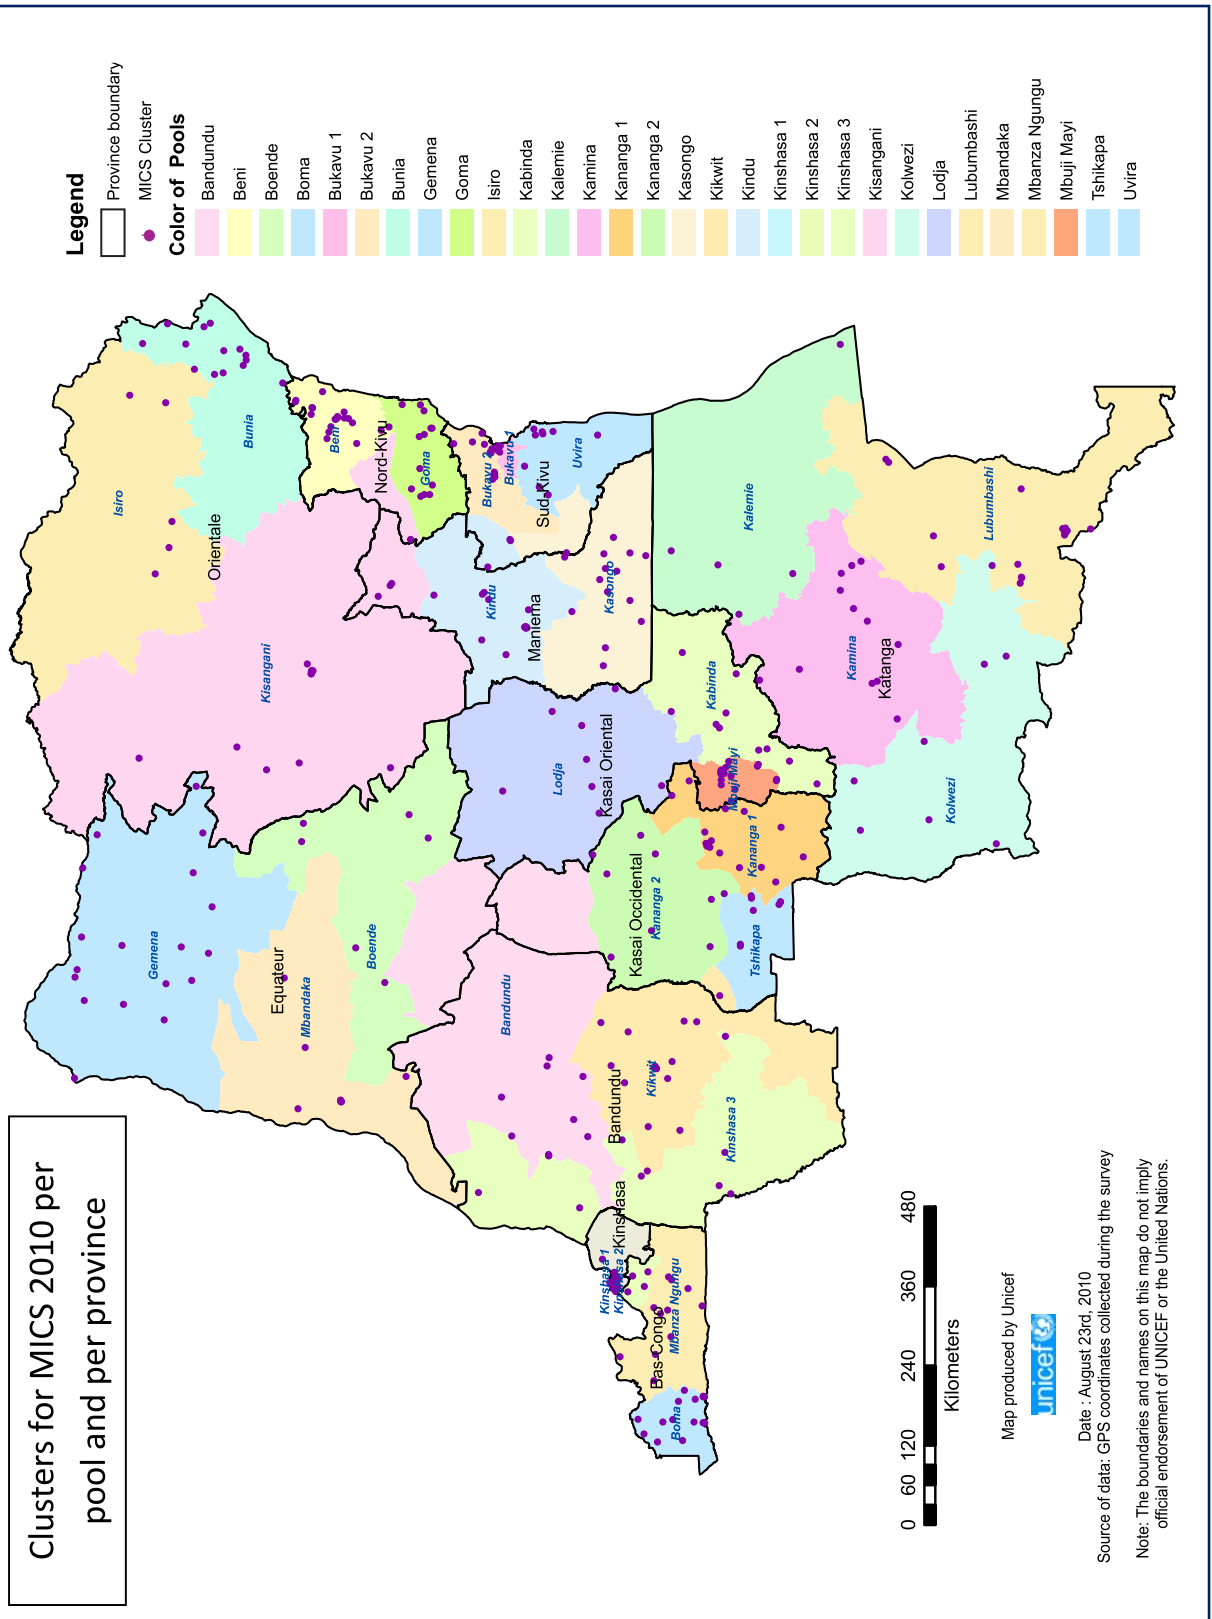 Clusters for MICS 2010 per
pool and per province
Legend
Province boundary
MICS Cluster
Color of Pools
Bandundu
Beni
Boende
Boma
Bukavu 1
Bukavu 2
Bunia
Gemena
Goma
Isiro
Kabinda
Kalemie
Kamina
Kananga 1
Kananga 2
Kasongo
Kikwit
Kindu
Kinshasa 1
Kinshasa 2
Kinshasa 3
Kisangani
Kolwezi
Lodja
Lubumbashi
Mbandaka
Mbanza Ngungu
Mbuji Mayi
Tshikapa
Uvira
Isiro
Bunia
Orientale
Kisangani
Beni
Nord-Kivu
Goma
Bukavu 2
Bukavu 1
Sud-Kivu
Uvira
Kindu
Maniema
Kasongo
Gemena
Equateur
Mbandaka
Boende
Lodja
Kasai Oriental
Kabinda
Mbuji Mayi
Kalemie
Kamina
Katanga
Lubumbashi
Kolwezi
Kasai Occidental
Kananga 2
Kananga 1
Tshikapa
Bandundu
Bandundu
Kikwit
Kinshasa 3
Kinshasa 1
Kinshasa 2
Kinshasa
Bas-Congo
Mbanza Ngungu
Boma
0 60 120 240 360 480
Kilometers
Map produced by Unicef
unicef
Date : August 23rd, 2010
Source of data: GPS coordinates collected during the survey
Note: The boundaries and names on this map do not imply
official endorsement of UNICEF or the United Nations.